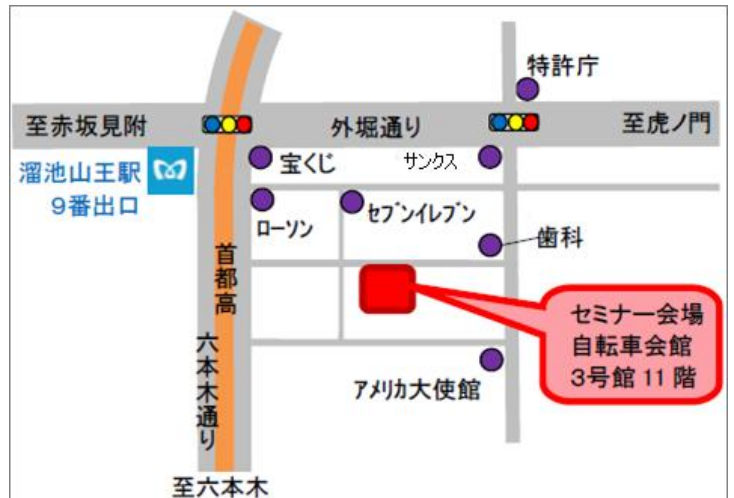 特許庁
至赤坂見附
外堀通り
至虎ノ門
溜池山王駅
9番出口
宝くじ
サンクス
ローソン
セブンイレブン
歯科
首都高
六本木通り
セミナー会場
自転車会館
3号館 11 階
アメリカ大使館
至六本木